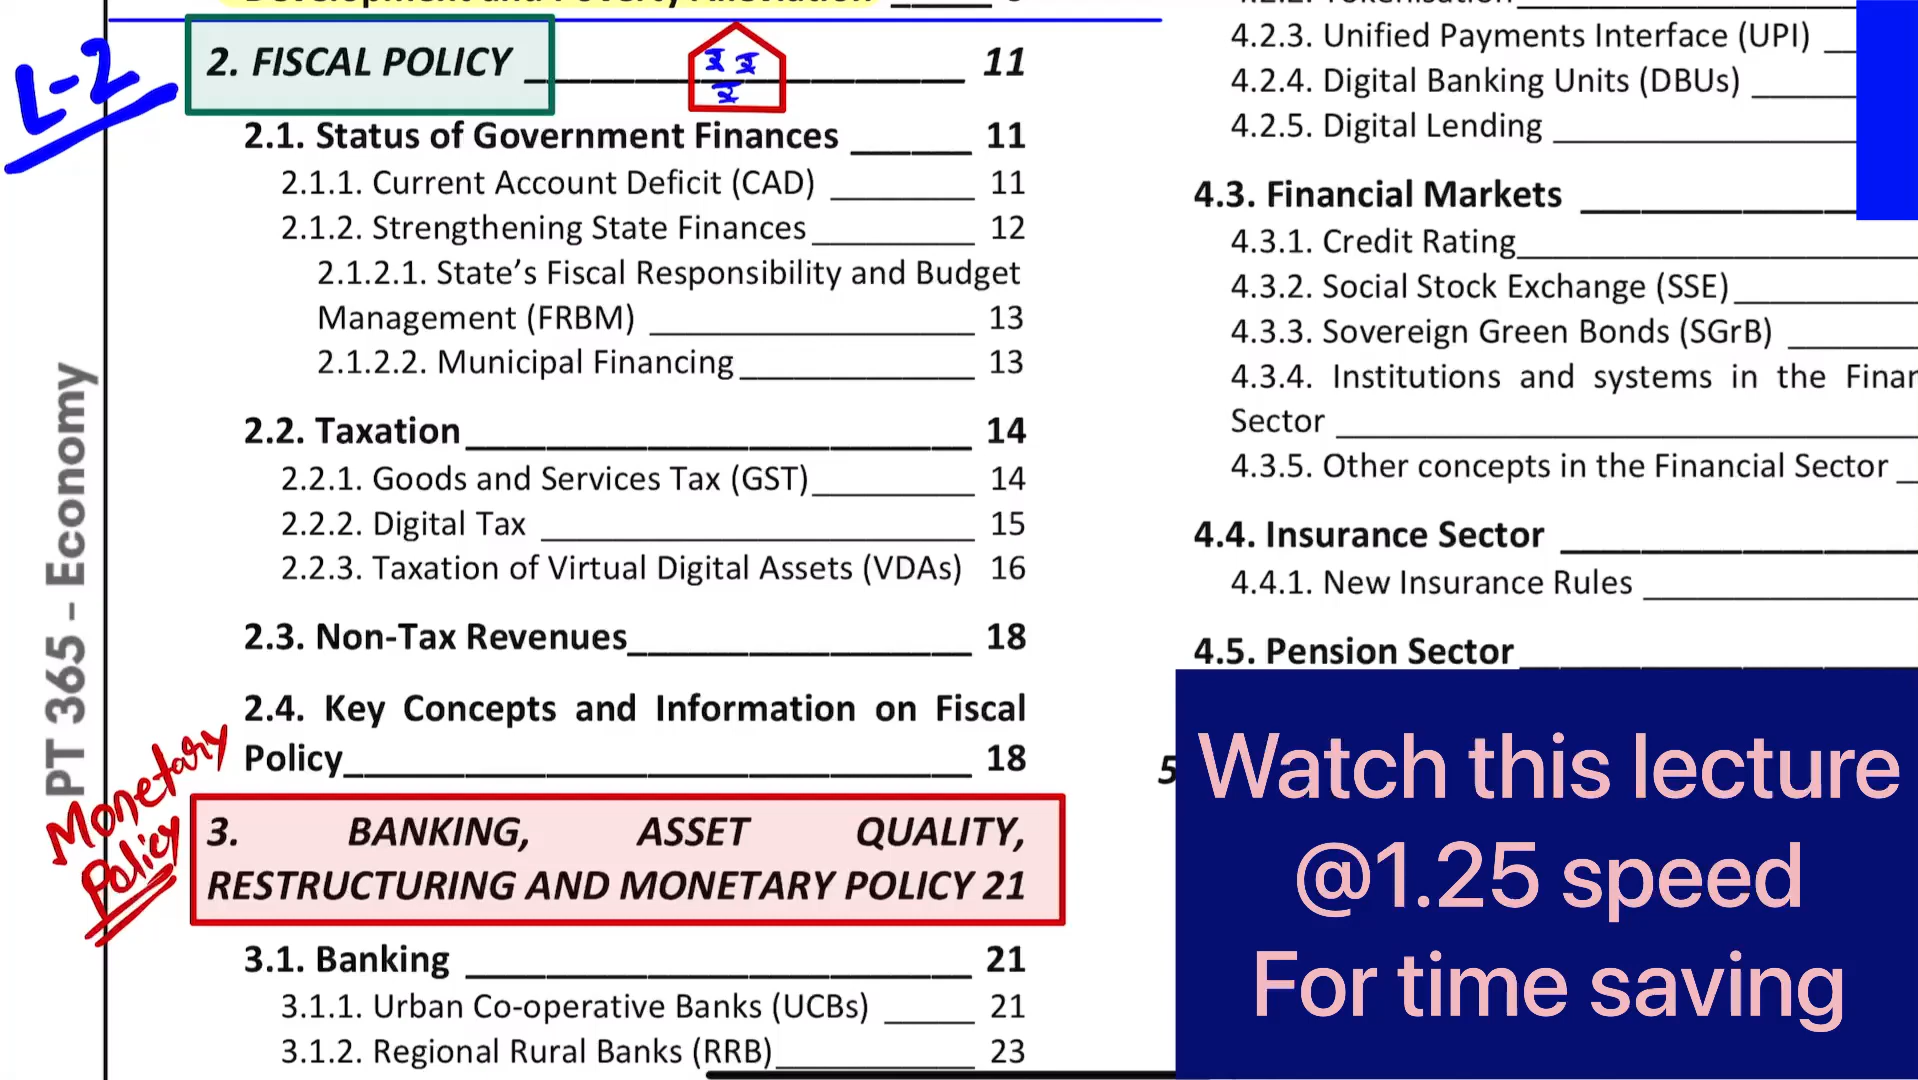 Development and Poverty Alleviation
L-2
2. FISCAL POLICY 11
2.1. Status of Government Finances 11
2.1.1. Current Account Deficit (CAD) 11
2.1.2. Strengthening State Finances 12
2.1.2.1. State’s Fiscal Responsibility and Budget
Management (FRBM) 13
2.1.2.2. Municipal Financing 13
2.2. Taxation 14
2.2.1. Goods and Services Tax (GST) 14
2.2.2. Digital Tax 15
2.2.3. Taxation of Virtual Digital Assets (VDAs) 16
2.3. Non-Tax Revenues 18
2.4. Key Concepts and Information on Fiscal
Policy 18
Monetary
Policy
3. BANKING, ASSET QUALITY,
RESTRUCTURING AND MONETARY POLICY 21
3.1. Banking 21
3.1.1. Urban Co-operative Banks (UCBs) 21
3.1.2. Regional Rural Banks (RRB) 23
PT 365 - Economy
4.2.2. Tokenisation
4.2.3. Unified Payments Interface (UPI)
4.2.4. Digital Banking Units (DBUs)
4.2.5. Digital Lending
4.3. Financial Markets
4.3.1. Credit Rating
4.3.2. Social Stock Exchange (SSE)
4.3.3. Sovereign Green Bonds (SGrB)
4.3.4. Institutions and systems in the Finan
Sector
4.3.5. Other concepts in the Financial Sector
4.4. Insurance Sector
4.4.1. New Insurance Rules
4.5. Pension Sector
5
Watch this lecture
@1.25 speed
For time saving